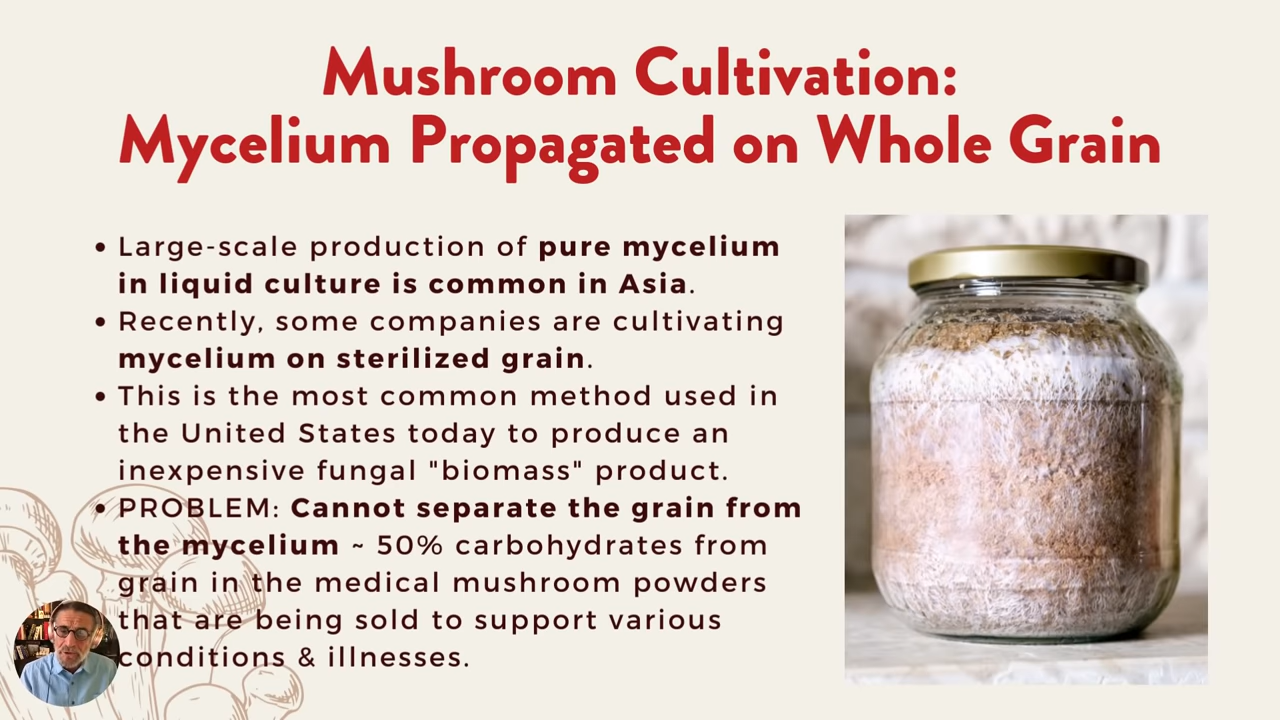 Mushroom Cultivation:
Mycelium Propagated on Whole Grain
• Large-scale production of pure mycelium
in liquid culture is common in Asia.
• Recently, some companies are cultivating
mycelium on sterilized grain.
• This is the most common method used in
the United States today to produce an
inexpensive fungal "biomass" product.
• PROBLEM: Cannot separate the grain from
the mycelium ~ 50% carbohydrates from
grain in the medical mushroom powders
that are being sold to support various
conditions & illnesses.